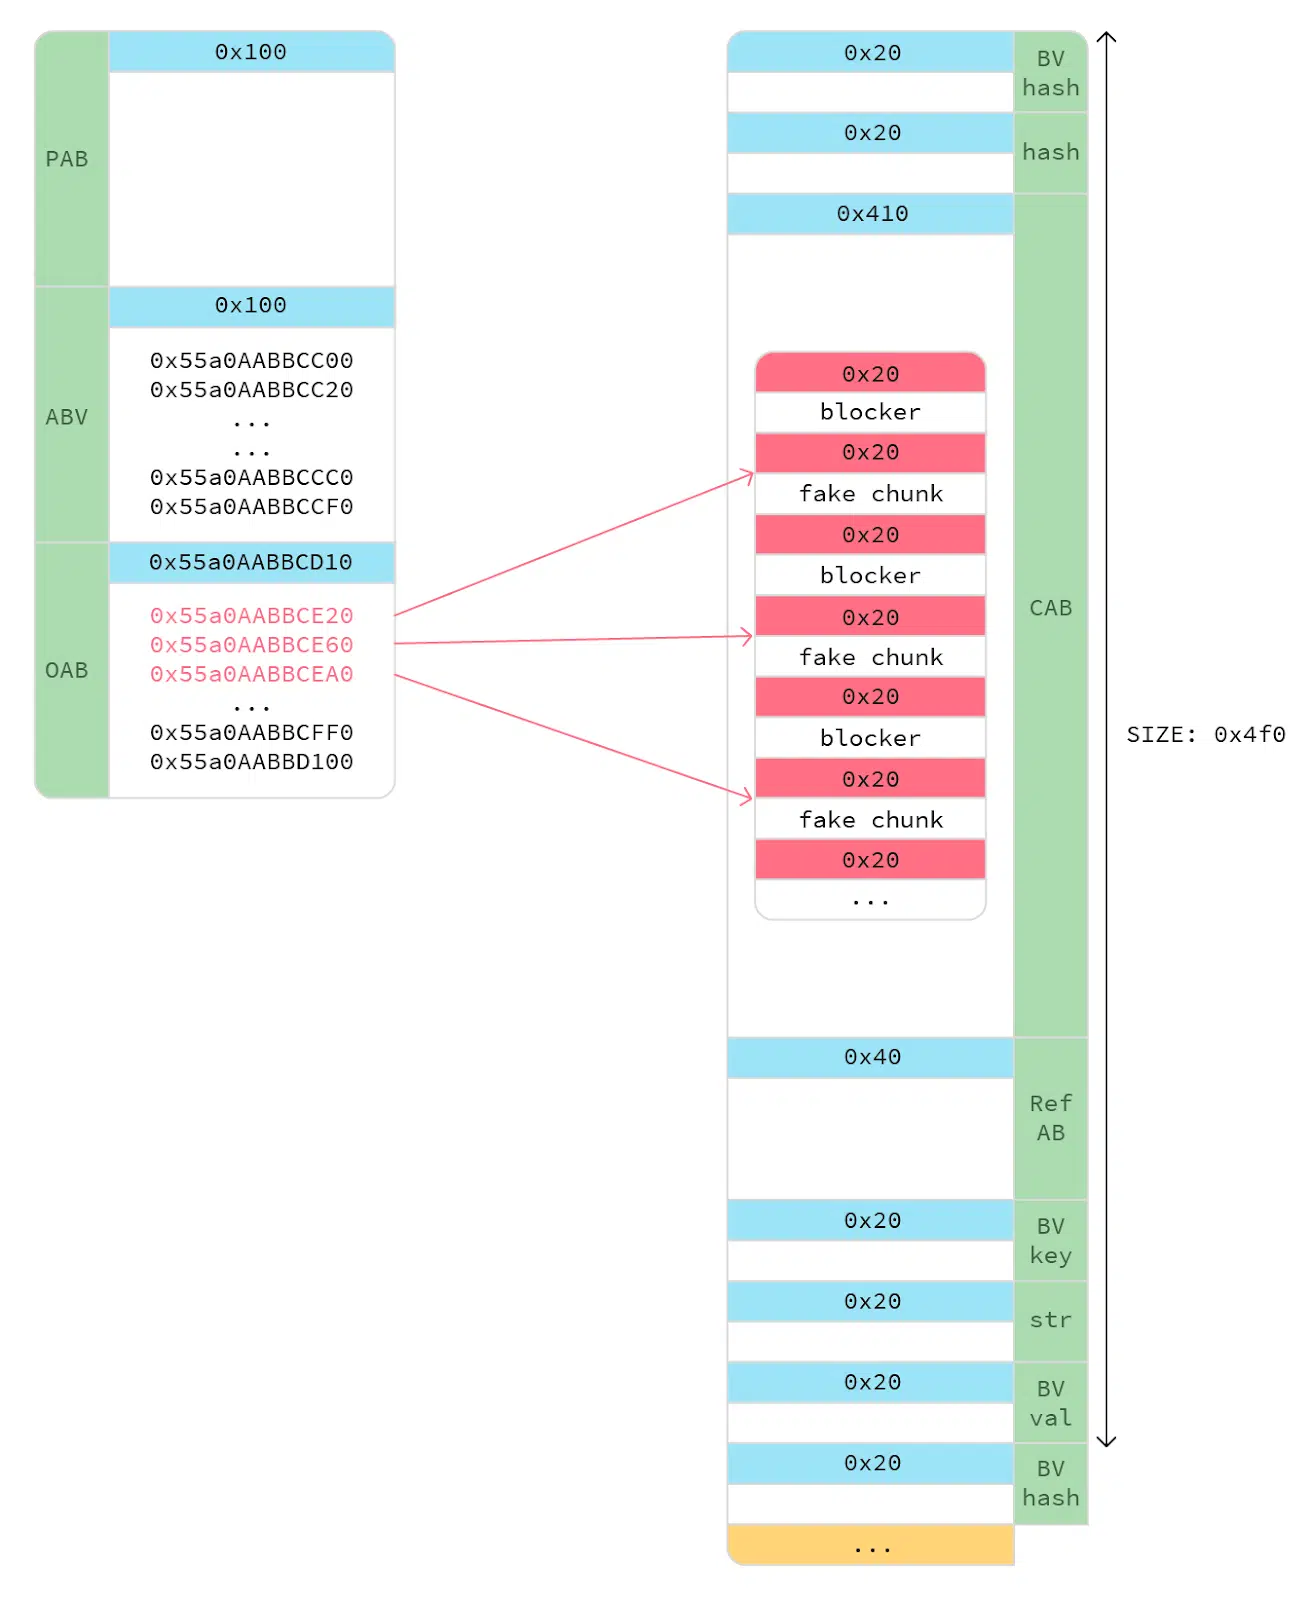 PAB
0x100
ABV
0x100
0x55a0AABBCC00
0x55a0AABBCC20
...
...
0x55a0AABBCCC0
0x55a0AABBCCF0
OAB
0x55a0AABBCD10
0x55a0AABBCE20
0x55a0AABBCE60
0x55a0AABBCEA0
...
0x55a0AABBCFF0
0x55a0AABBD100
0x20
BV
hash
0x20
hash
0x410
CAB
0x20
blocker
0x20
fake chunk
0x20
blocker
0x20
fake chunk
0x20
blocker
0x20
fake chunk
0x20
...
0x40
Ref
AB
0x20
BV
key
0x20
str
0x20
BV
val
0x20
BV
hash
...
SIZE: 0x4f0